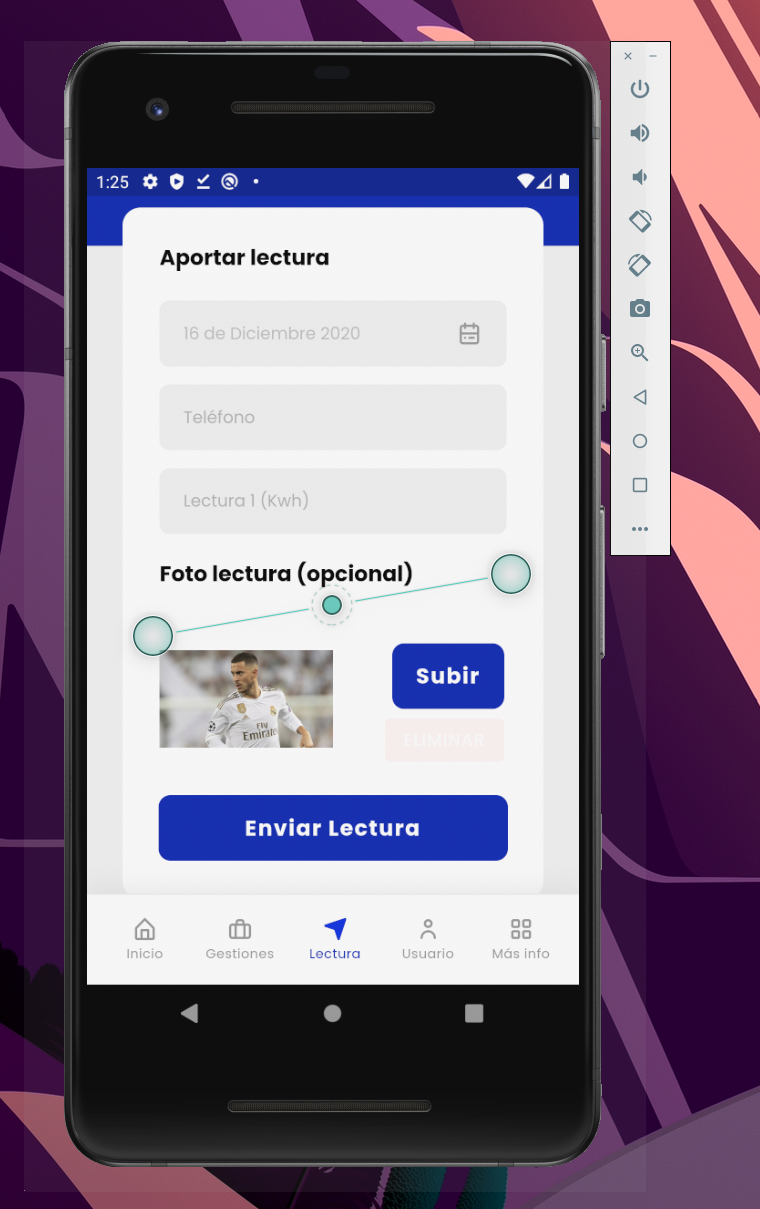 1:25
Aportar lectura
16 de Diciembre 2020
Teléfono
Lectura 1 (Kwh)
Foto lectura (opcional)
Fly
Emirates
Subir
ELIMINAR
Enviar Lectura
Inicio Gestiones Lectura Usuario Más info